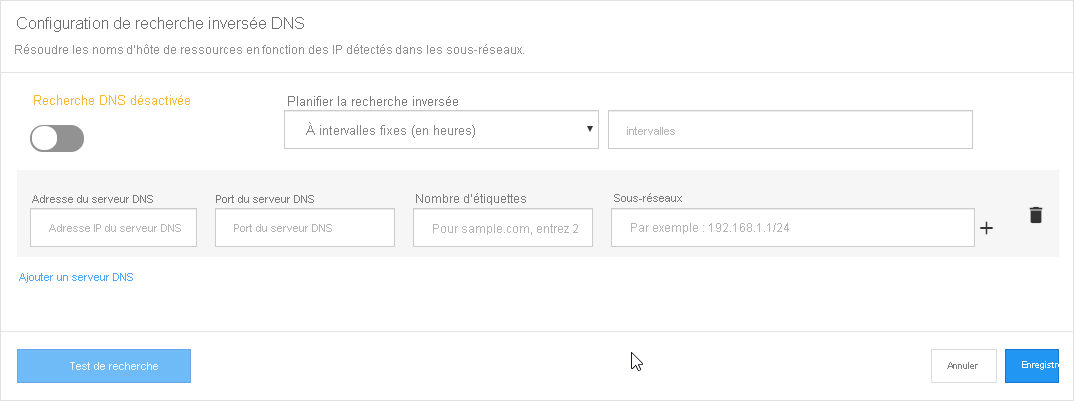 Configuration de recherche inversée DNS
Résoudre les noms d'hôte de ressources en fonction des IP détectés dans les sous-réseaux.
Recherche DNS désactivée
Planifier la recherche inversée
À intervalles fixes (en heures)
intervalles
Adresse du serveur DNS
Port du serveur DNS
Nombre d'étiquettes
Sous-réseaux
Adresse IP du serveur DNS
Port du serveur DNS
Pour sample.com, entrez 2
Par exemple : 192.168.1.1/24
Ajouter un serveur DNS
Test de recherche
Annuler
Enregistre